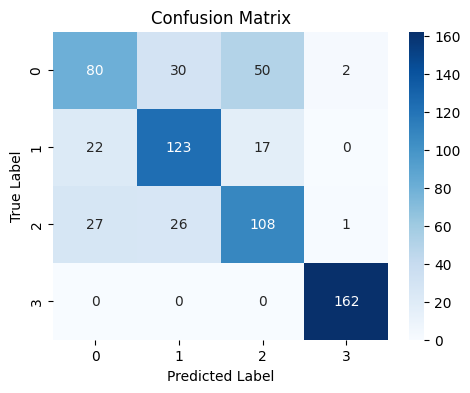 Confusion Matrix
True Label
0 80 30 50 2
1 22 123 17 0
2 27 26 108 1
3 0 0 0 162
0 1 2 3
Predicted Label
160
140
120
100
80
60
40
20
0